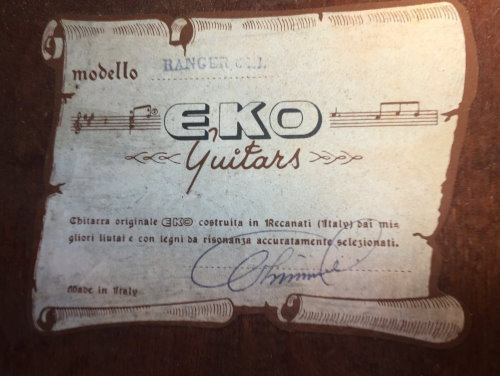 modello RANGER
EKO
Guitars
Chitarra originale EKO costruita in Recanati (Italy) dai mi-
gliori liutai e con legni da risonanza accuratamente selezionati.
Made in Italy